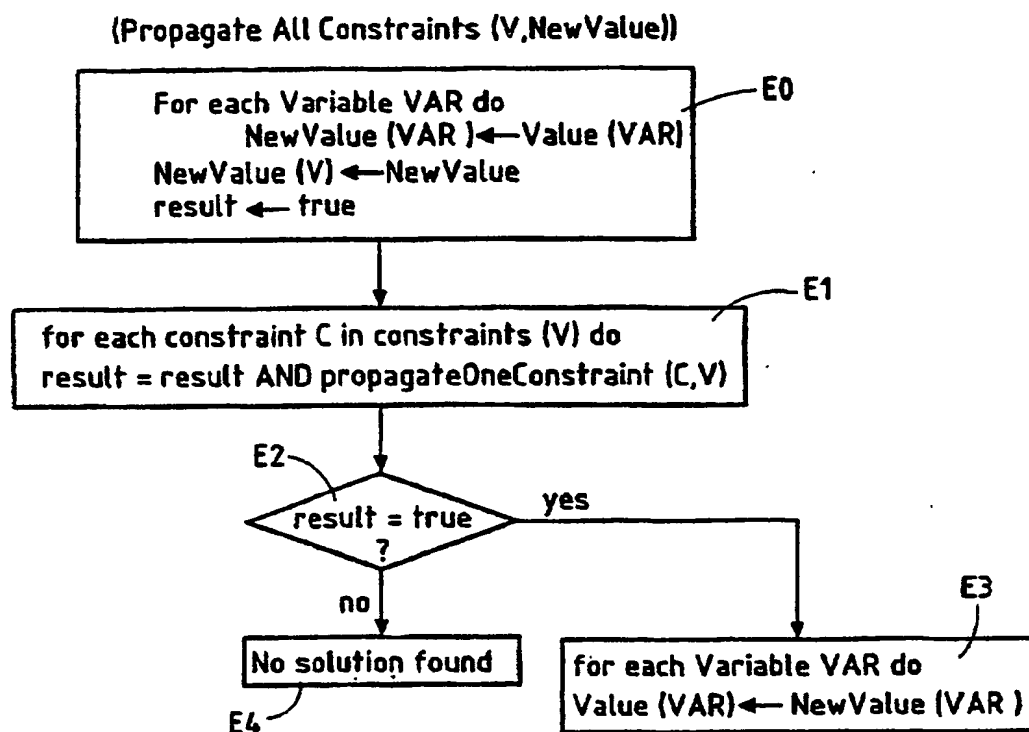 (Propagate All Constraints (V,NewValue))
E0
For each Variable VAR do
NewValue (VAR )←Value (VAR)
NewValue (V) ←NewValue
result ← true
E1
for each constraint C in constraints (V) do
result = result AND propagateOneConstraint (C,V)
E2
result = true
?
yes
no
E3
No solution found
E4
for each Variable VAR do
Value (VAR)← NewValue (VAR )